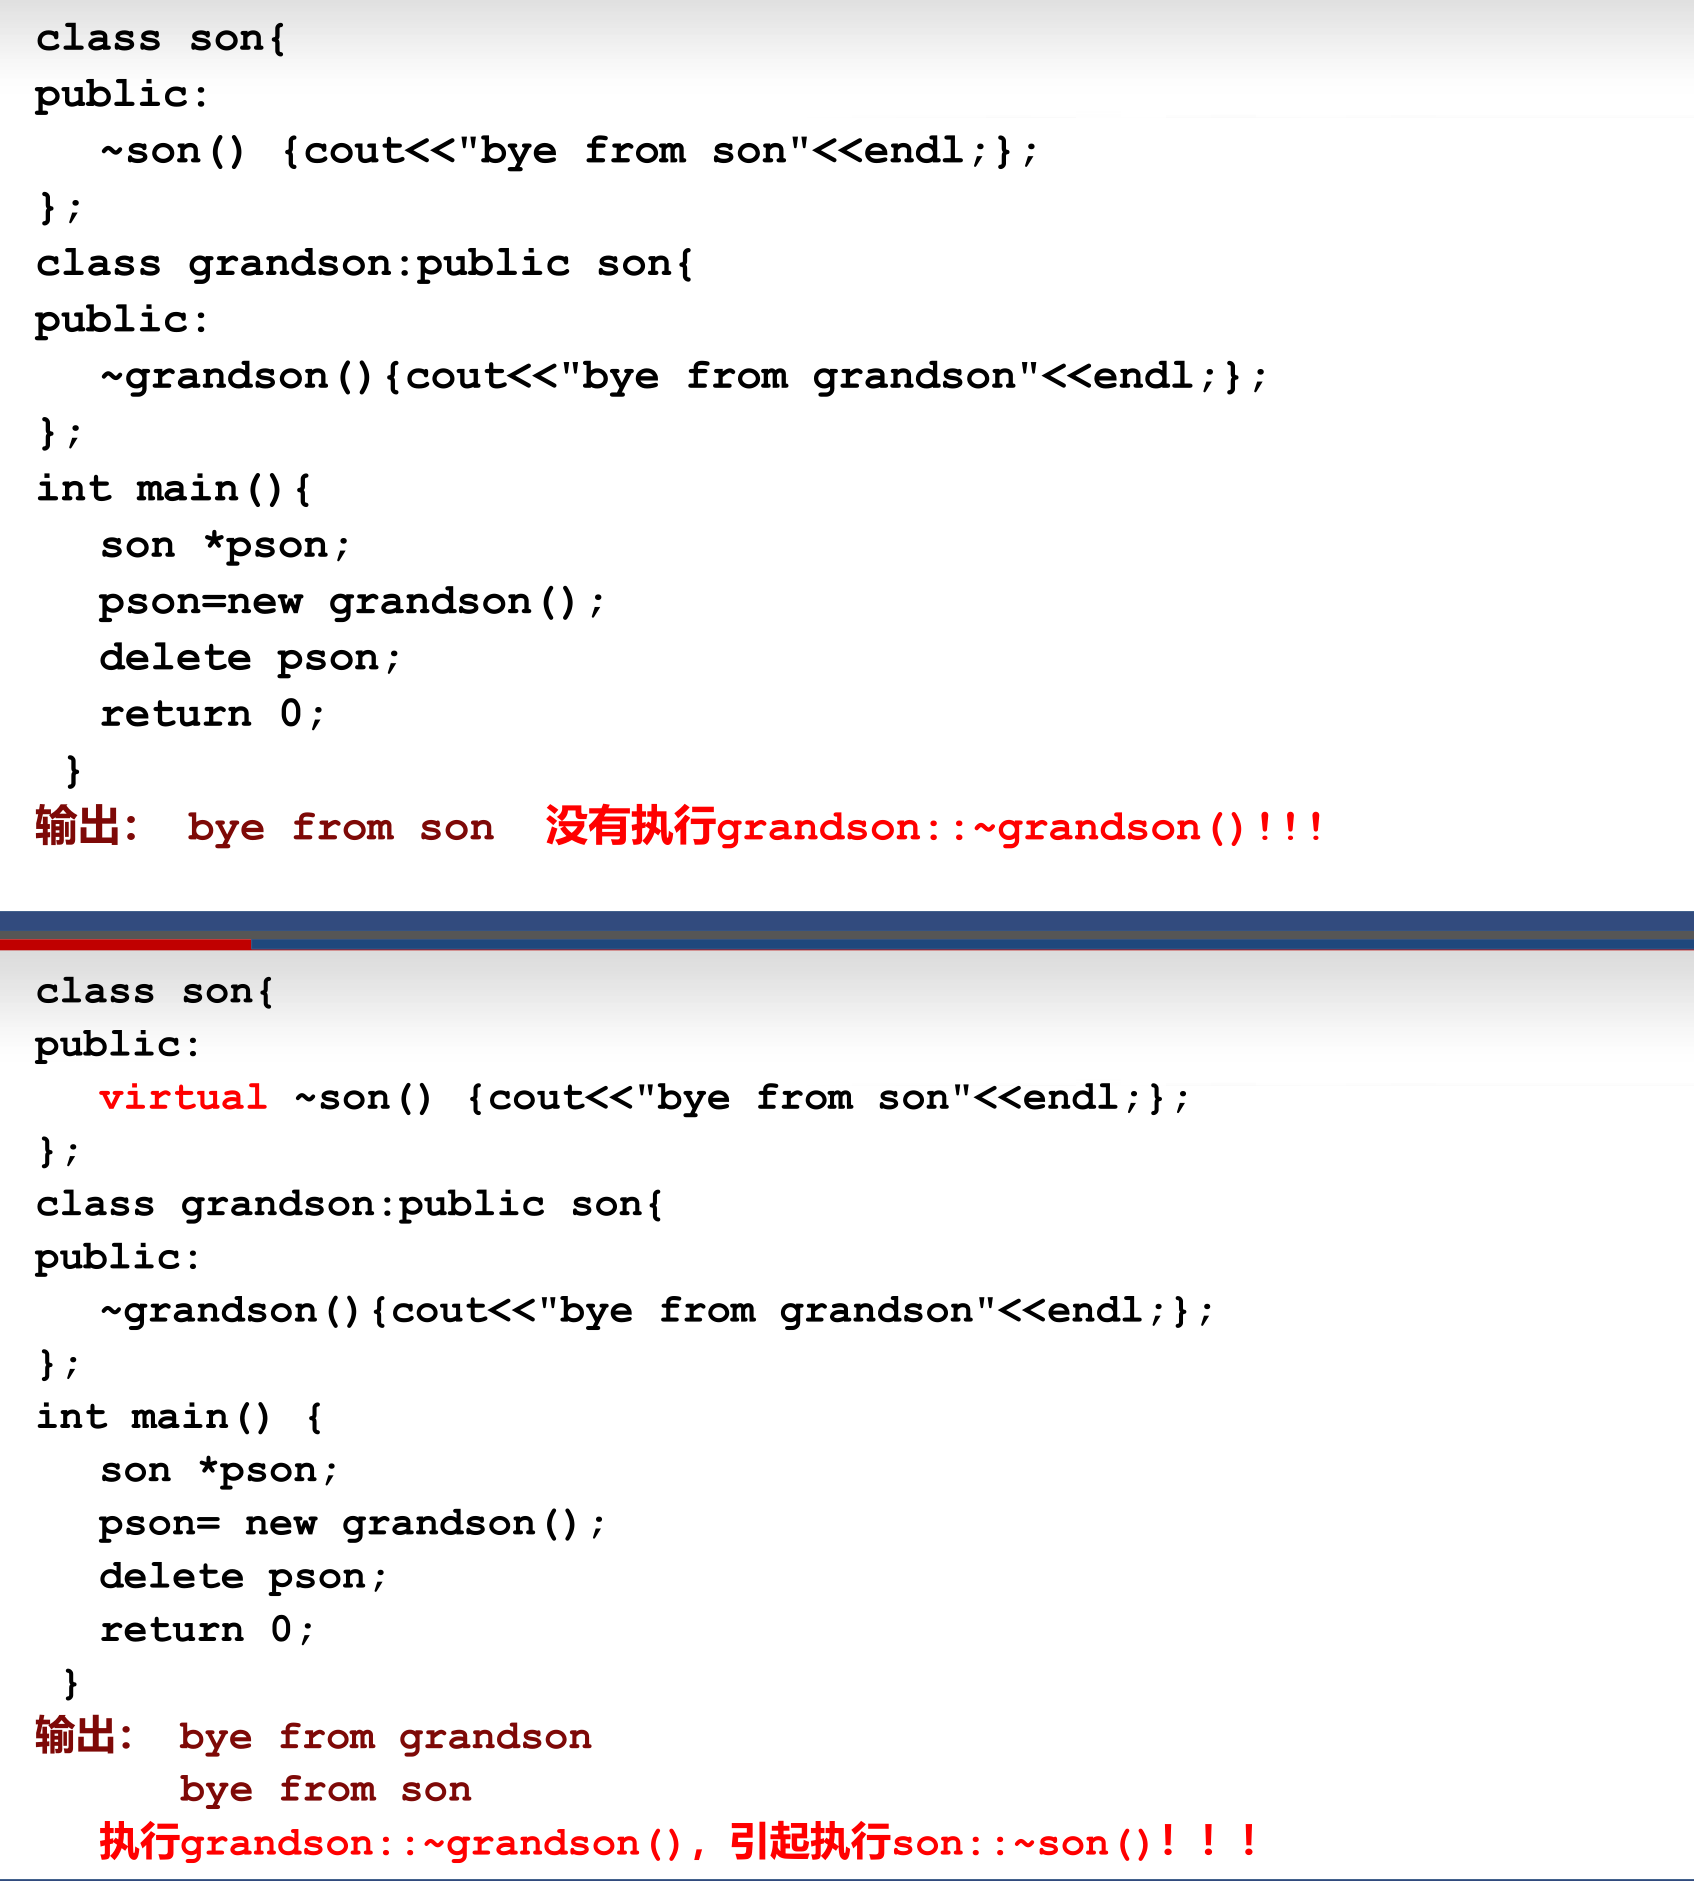 class son{
public:
~son() {cout<<"bye from son"<<endl;};
};
class grandson:public son{
public:
~grandson(){cout<<"bye from grandson"<<endl;};
};
int main(){
son *pson;
pson=new grandson();
delete pson;
return 0;
}
输出: bye from son 没有执行grandson::~grandson()!!!
class son{
public:
virtual ~son() {cout<<"bye from son"<<endl;};
};
class grandson:public son{
public:
~grandson(){cout<<"bye from grandson"<<endl;};
};
int main() {
son *pson;
pson= new grandson();
delete pson;
return 0;
}
输出: bye from grandson
bye from son
执行grandson::~grandson(), 引起执行son::~son()！！！